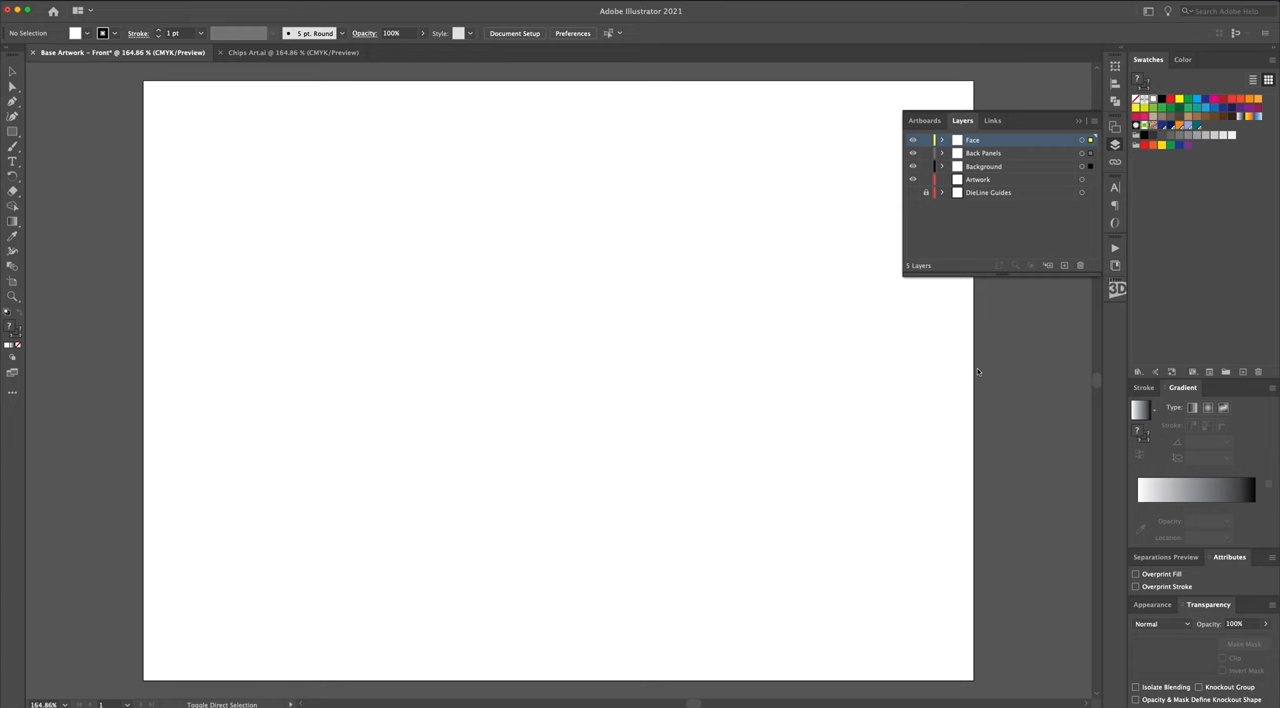 Adobe Illustrator 2021
Search Adobe Help
No Selection
Stroke:
1 pt
5 pt. Round
Opacity:
100%
Style:
Document Setup
Preferences
Base Artwork - Front* @ 164.86 % (CMYK/Preview)
Chips Art.ai @ 164.86 % (CMYK/Preview)
Swatches
Color
Artboards
Layers
Links
Face
Back Panels
Background
Artwork
DieLine Guides
5 Layers
3D
Stroke
Gradient
Type:
Stroke:
Opacity:
Location:
Separations Preview
Attributes
Overprint Fill
Overprint Stroke
Appearance
Transparency
Normal
Opacity:
100%
Make Mask
Clip
Invert Mask
Isolate Blending
Knockout Group
Opacity & Mask Define Knockout Shape
164.86%
1
Toggle Direct Selection